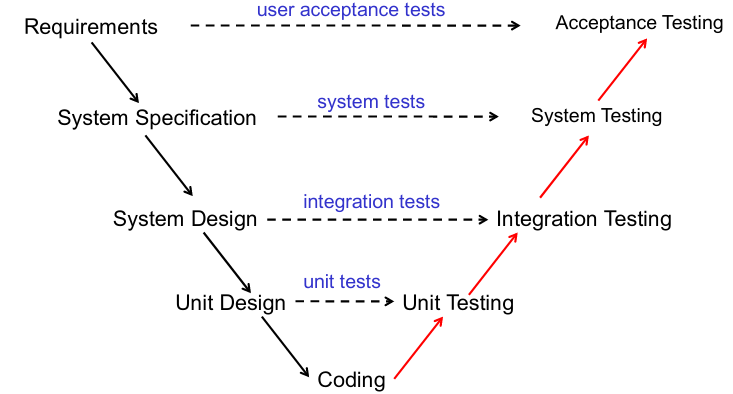 Requirements
user acceptance tests
Acceptance Testing
System Specification
system tests
System Testing
System Design
integration tests
Integration Testing
Unit Design
unit tests
Unit Testing
Coding